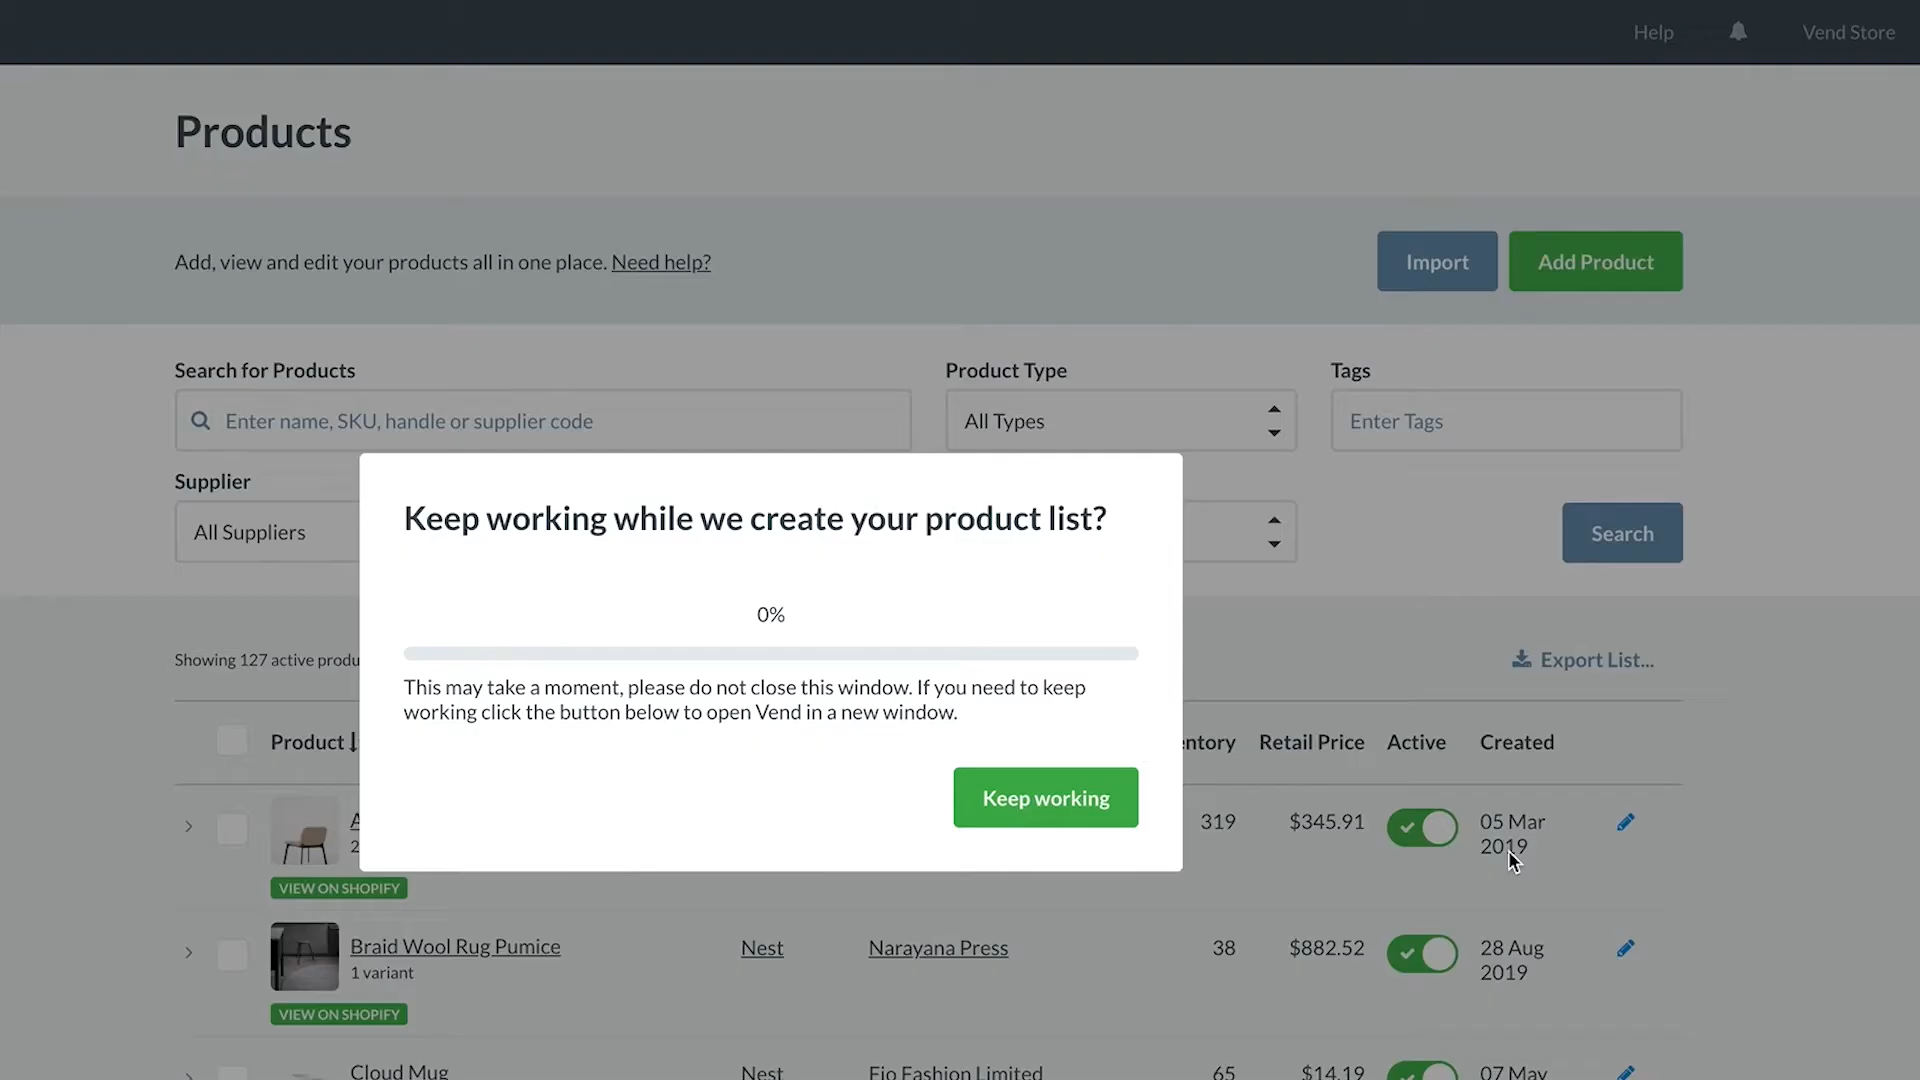 Help
Vend Store
Products
Add, view and edit your products all in one place. Need help?
Import
Add Product
Search for Products
Product Type
Tags
Enter name, SKU, handle or supplier code
All Types
Enter Tags
Supplier
All Suppliers
Search
Keep working while we create your product list?
0%
This may take a moment, please do not close this window. If you need to keep
working click the button below to open Vend in a new window.
Keep working
Showing 127 active produ
Export List...
Product
entory
Retail Price
Active
Created
A
2
319
$345.91
05 Mar
2019
VIEW ON SHOPIFY
Braid Wool Rug Pumice
1 variant
Nest
Narayana Press
38
$882.52
28 Aug
2019
VIEW ON SHOPIFY
Cloud Mug
Nest
Fjo Fashion Limited
65
$14.19
07 May